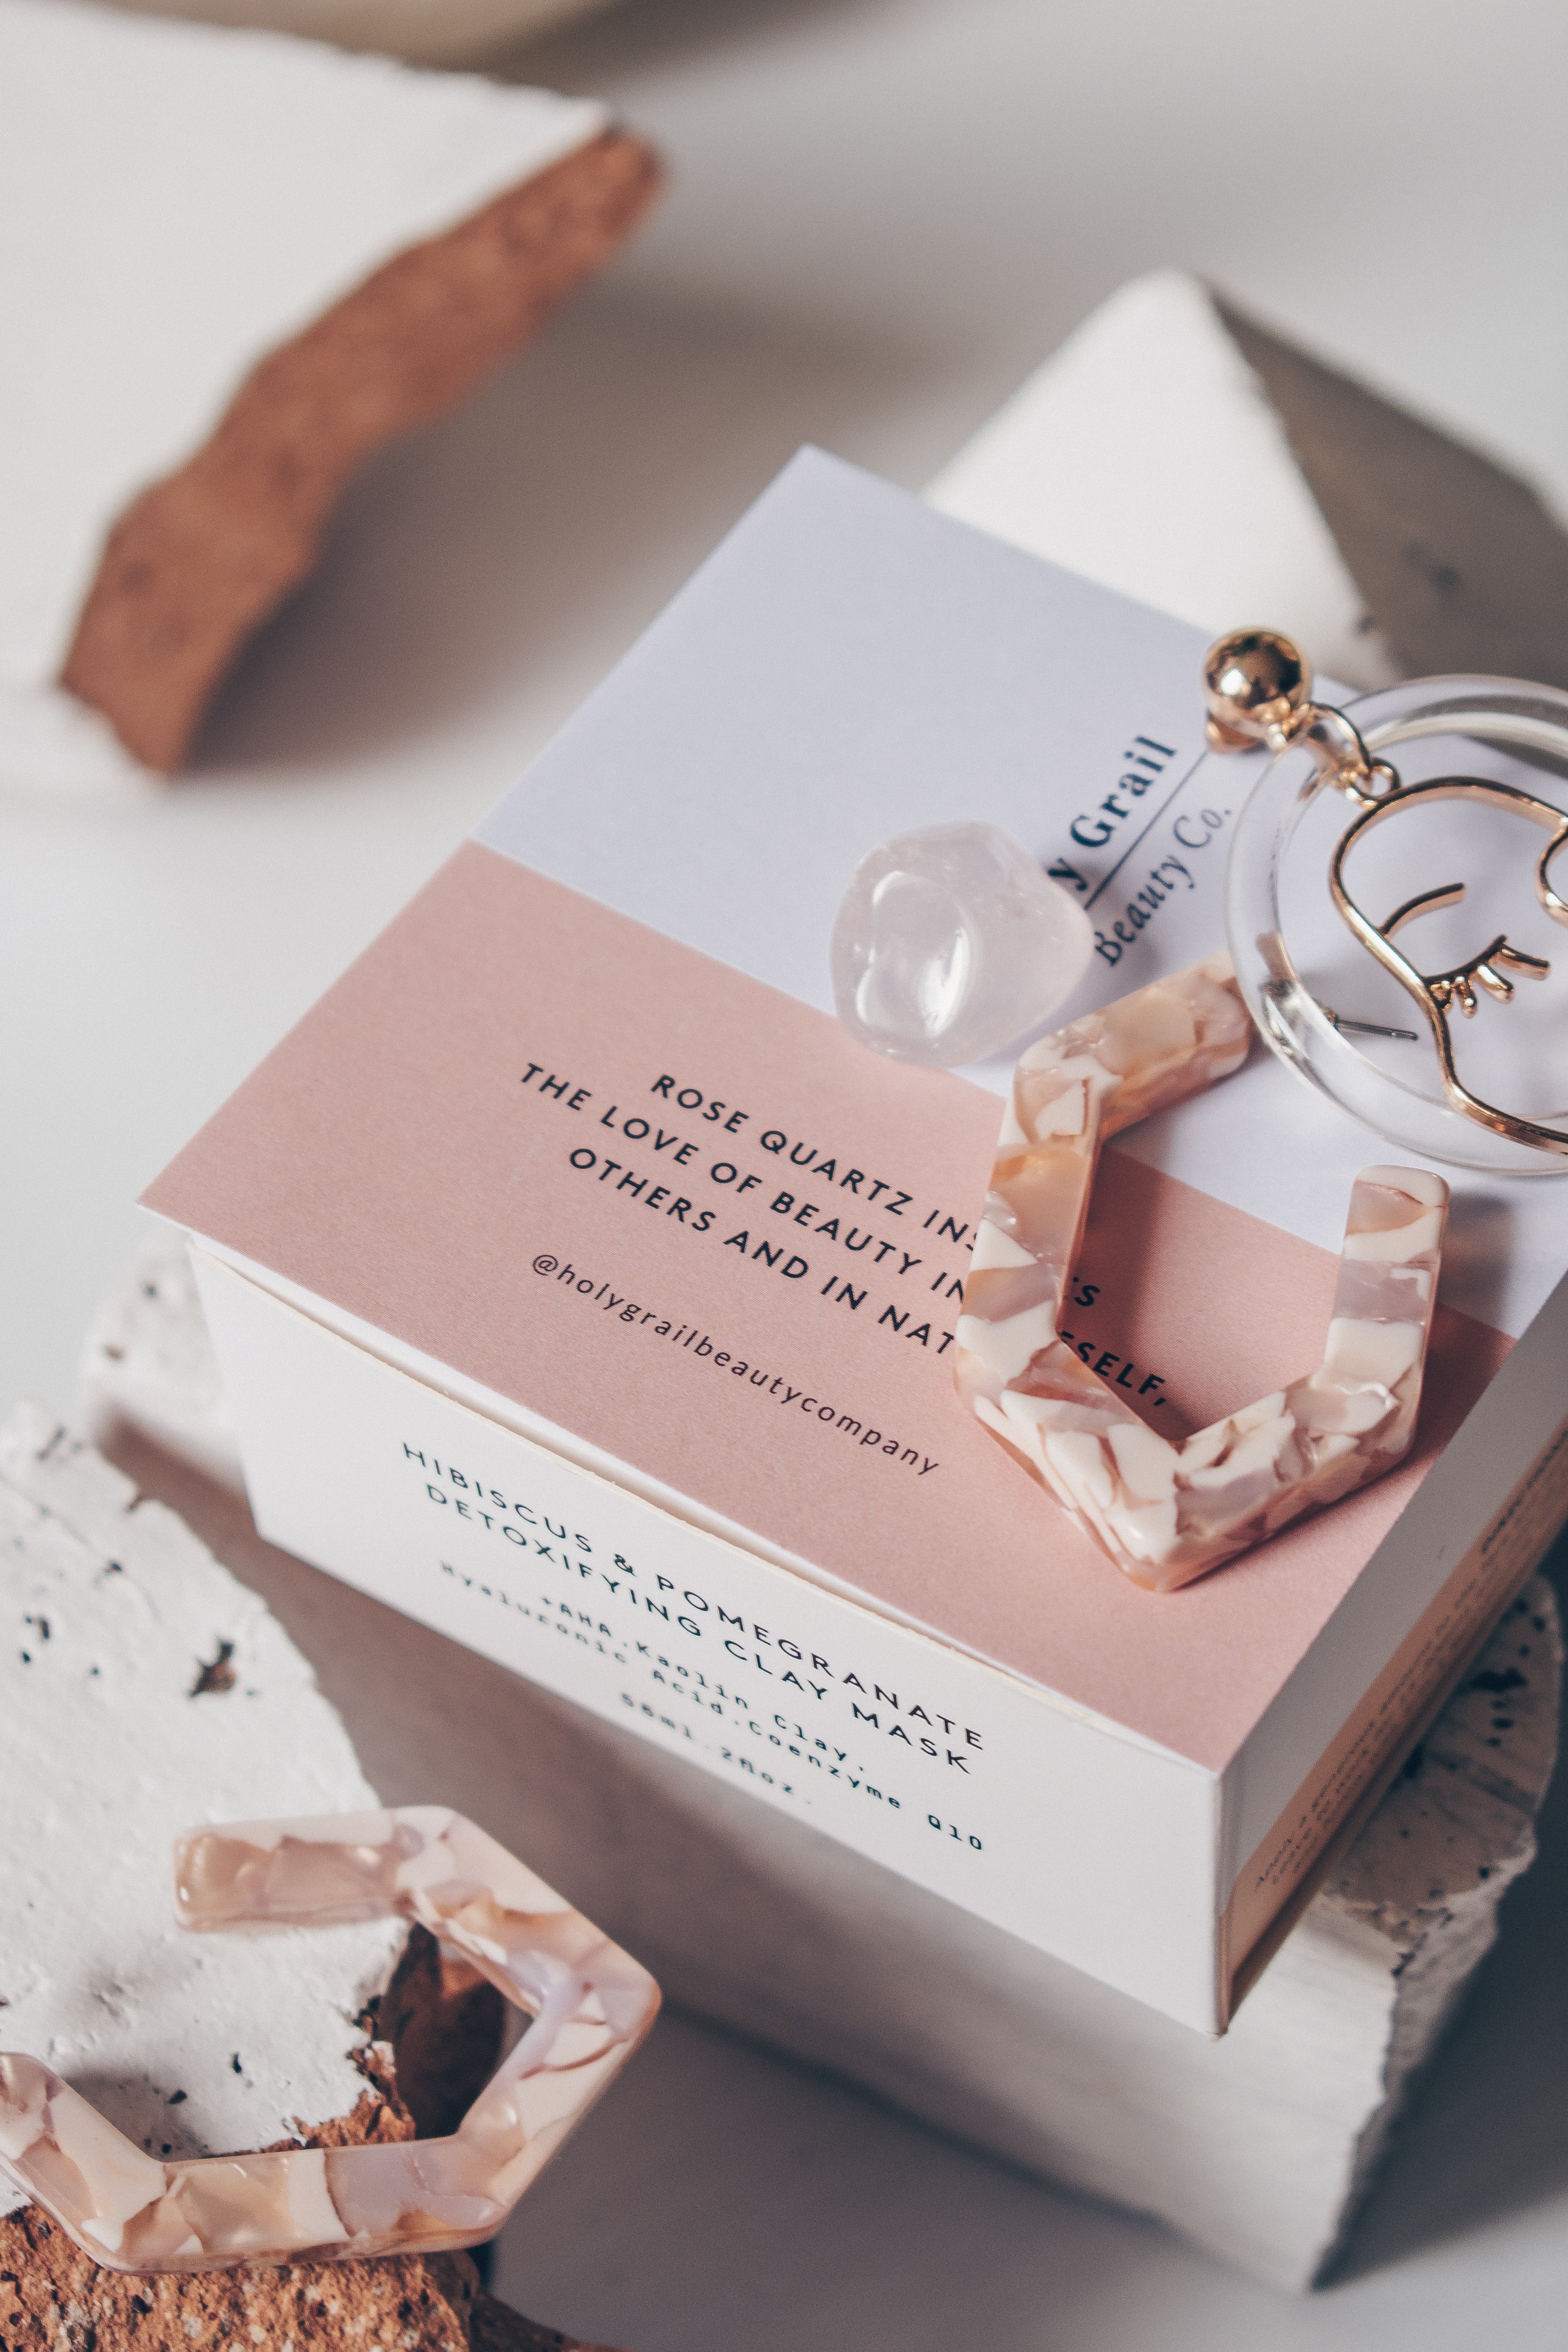 y Grail
Beauty Co.
ROSE QUARTZ INS
THE LOVE OF BEAUTY IN ESELF,
OTHERS AND IN NAT
@holygrailbeautycompany
HIBISCUS & POMEGRANATE
DETOXIFYING CLAY MASK
+AHA.Kaolin Clay.
Hyaluronic Acid.Coenzyme Q10